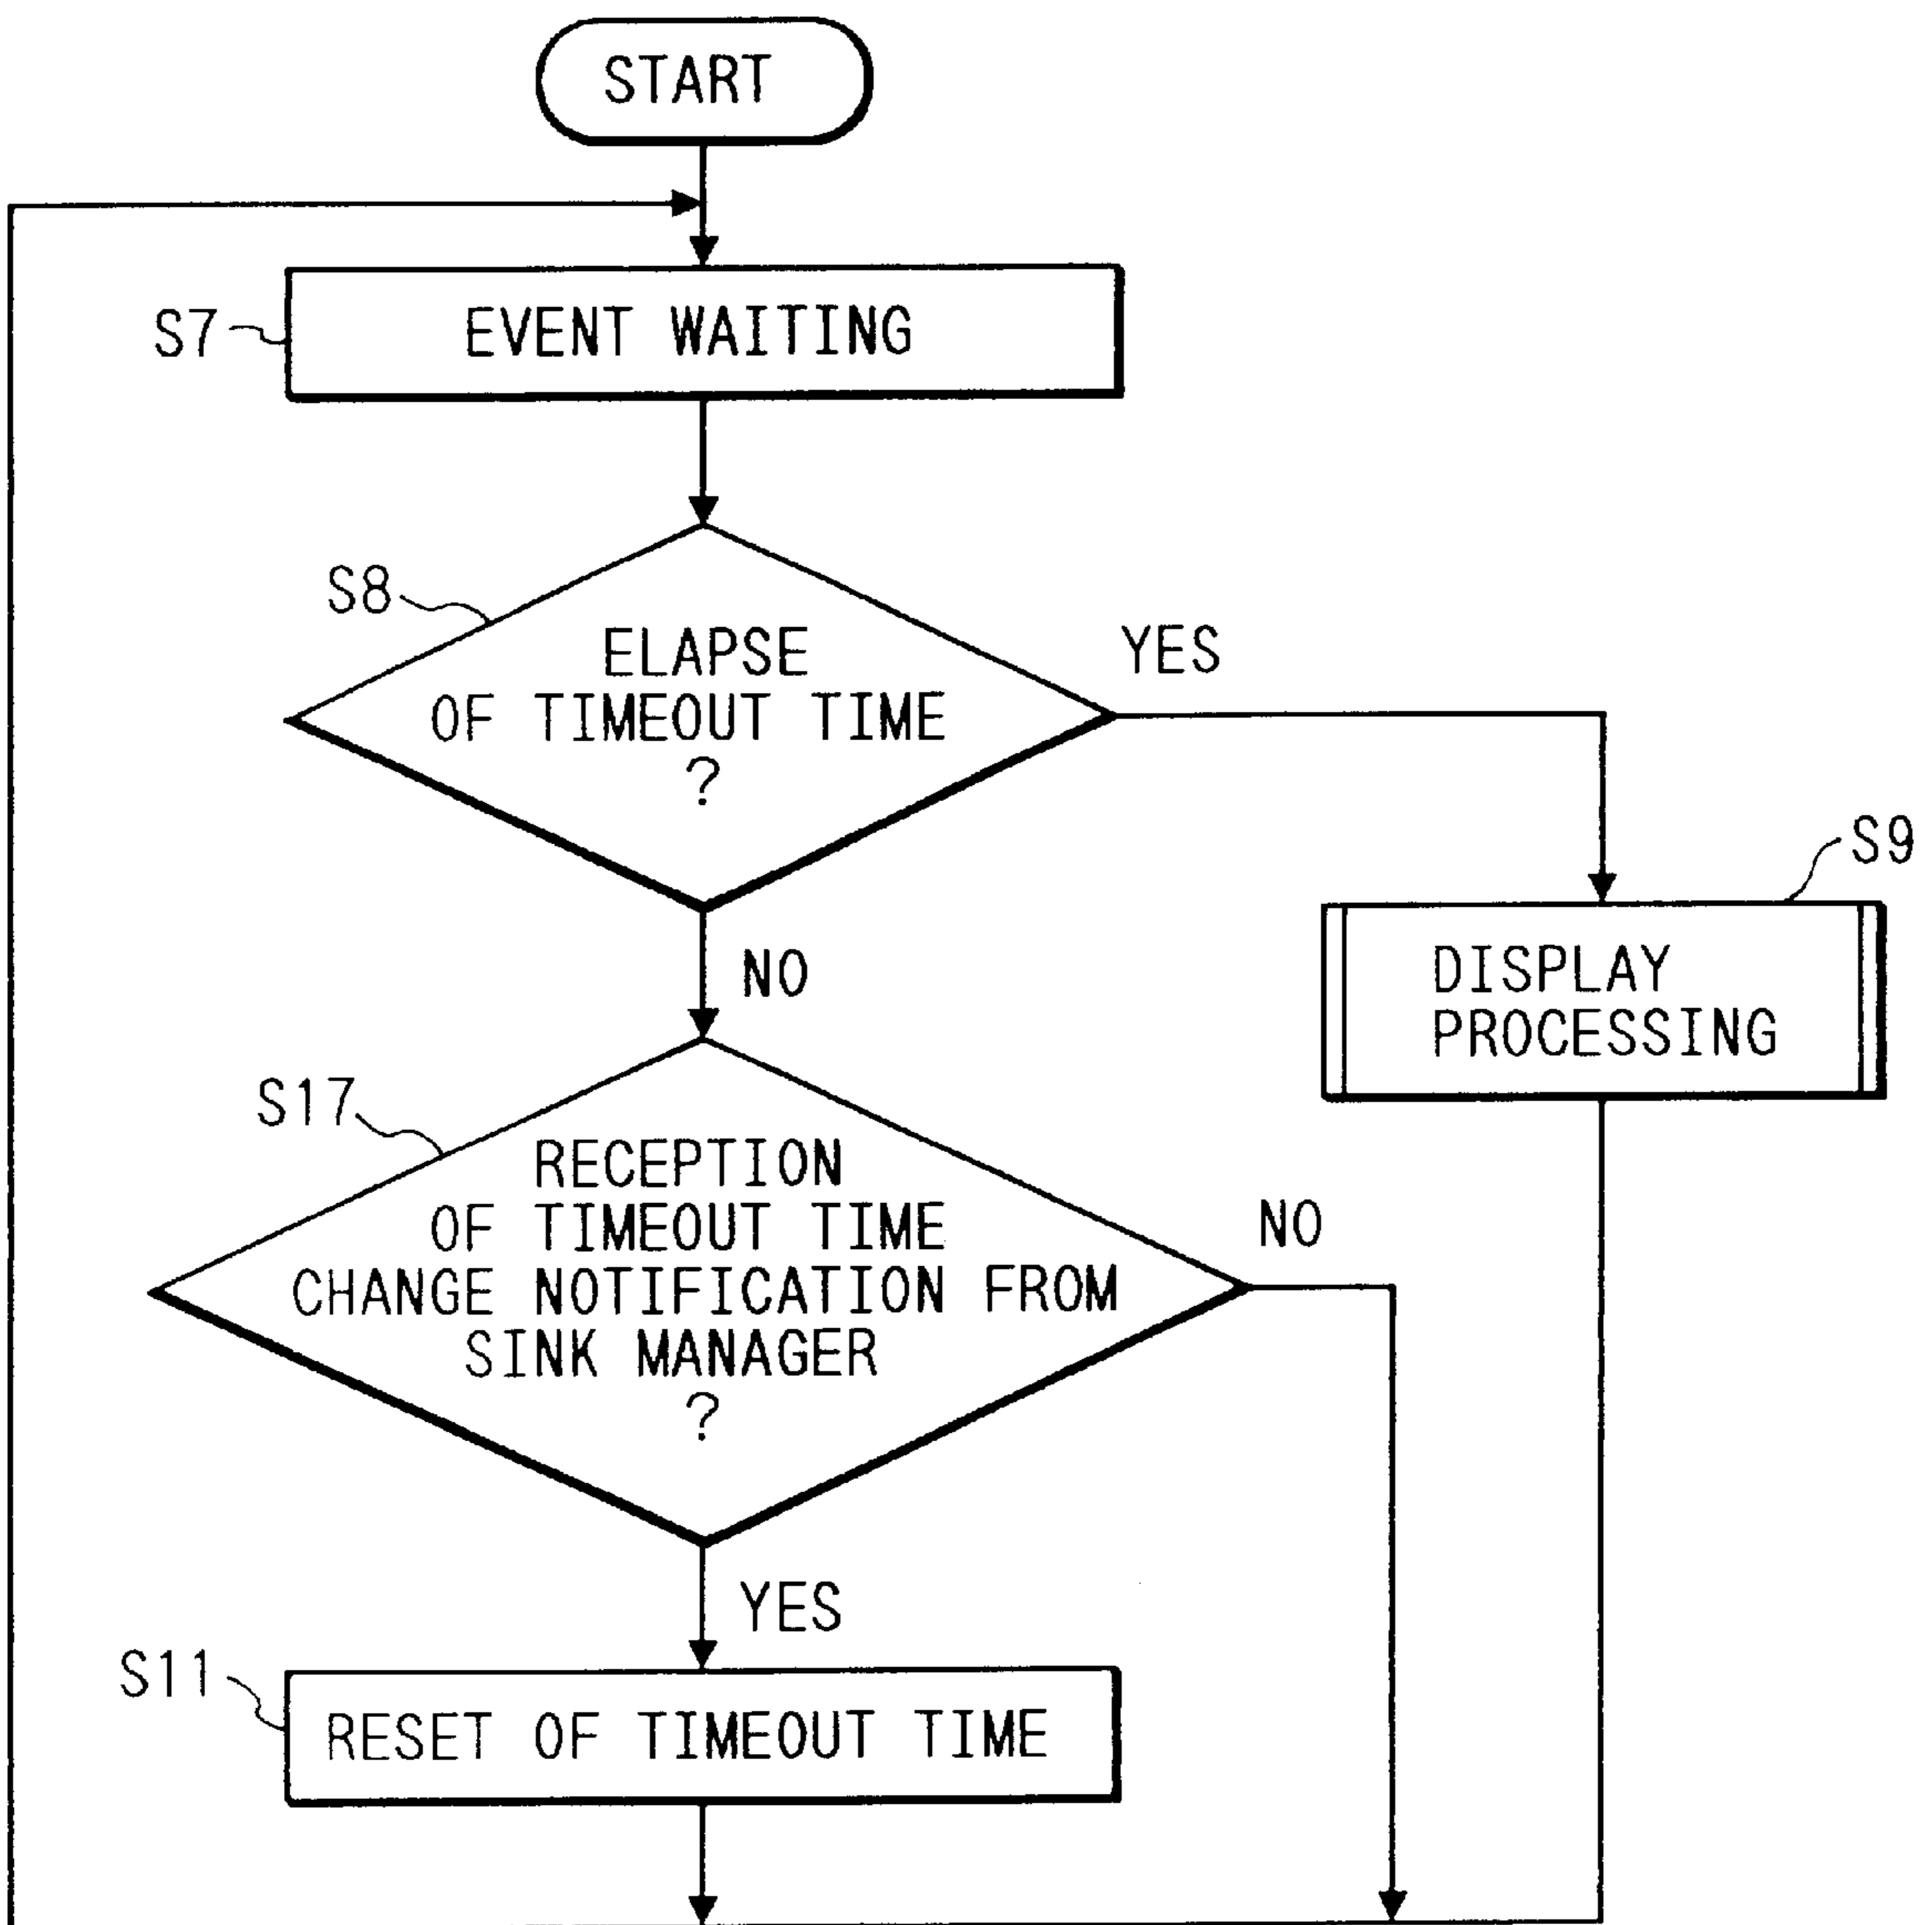 START
S7
EVENT WAITING
S8
ELAPSE
OF TIMEOUT TIME
?
YES
NO
S9
DISPLAY
PROCESSING
S17
RECEPTION
OF TIMEOUT TIME
CHANGE NOTIFICATION FROM
SINK MANAGER
?
NO
YES
S11
RESET OF TIMEOUT TIME